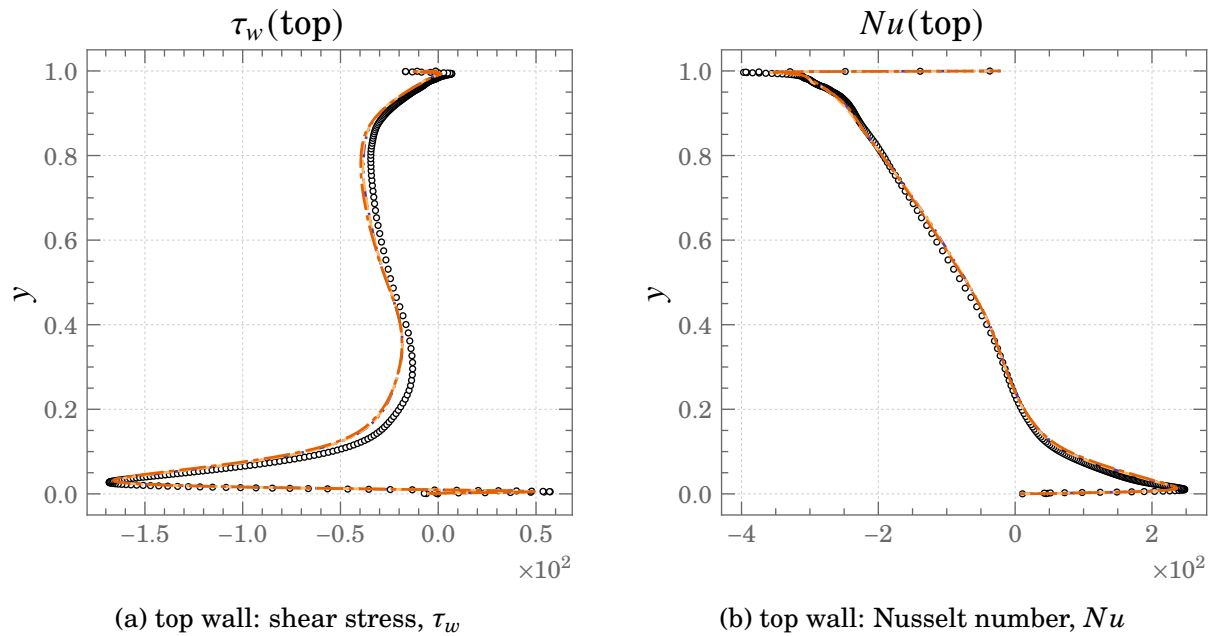 τ_w(top)
1.0
0.8
0.6
0.4
0.2
0.0
y
−1.5 −1.0 −0.5 0.0 0.5
×10²
(a) top wall: shear stress, τ_w
Nu(top)
1.0
0.8
0.6
0.4
0.2
0.0
y
−4 −2 0 2
×10²
(b) top wall: Nusselt number, Nu